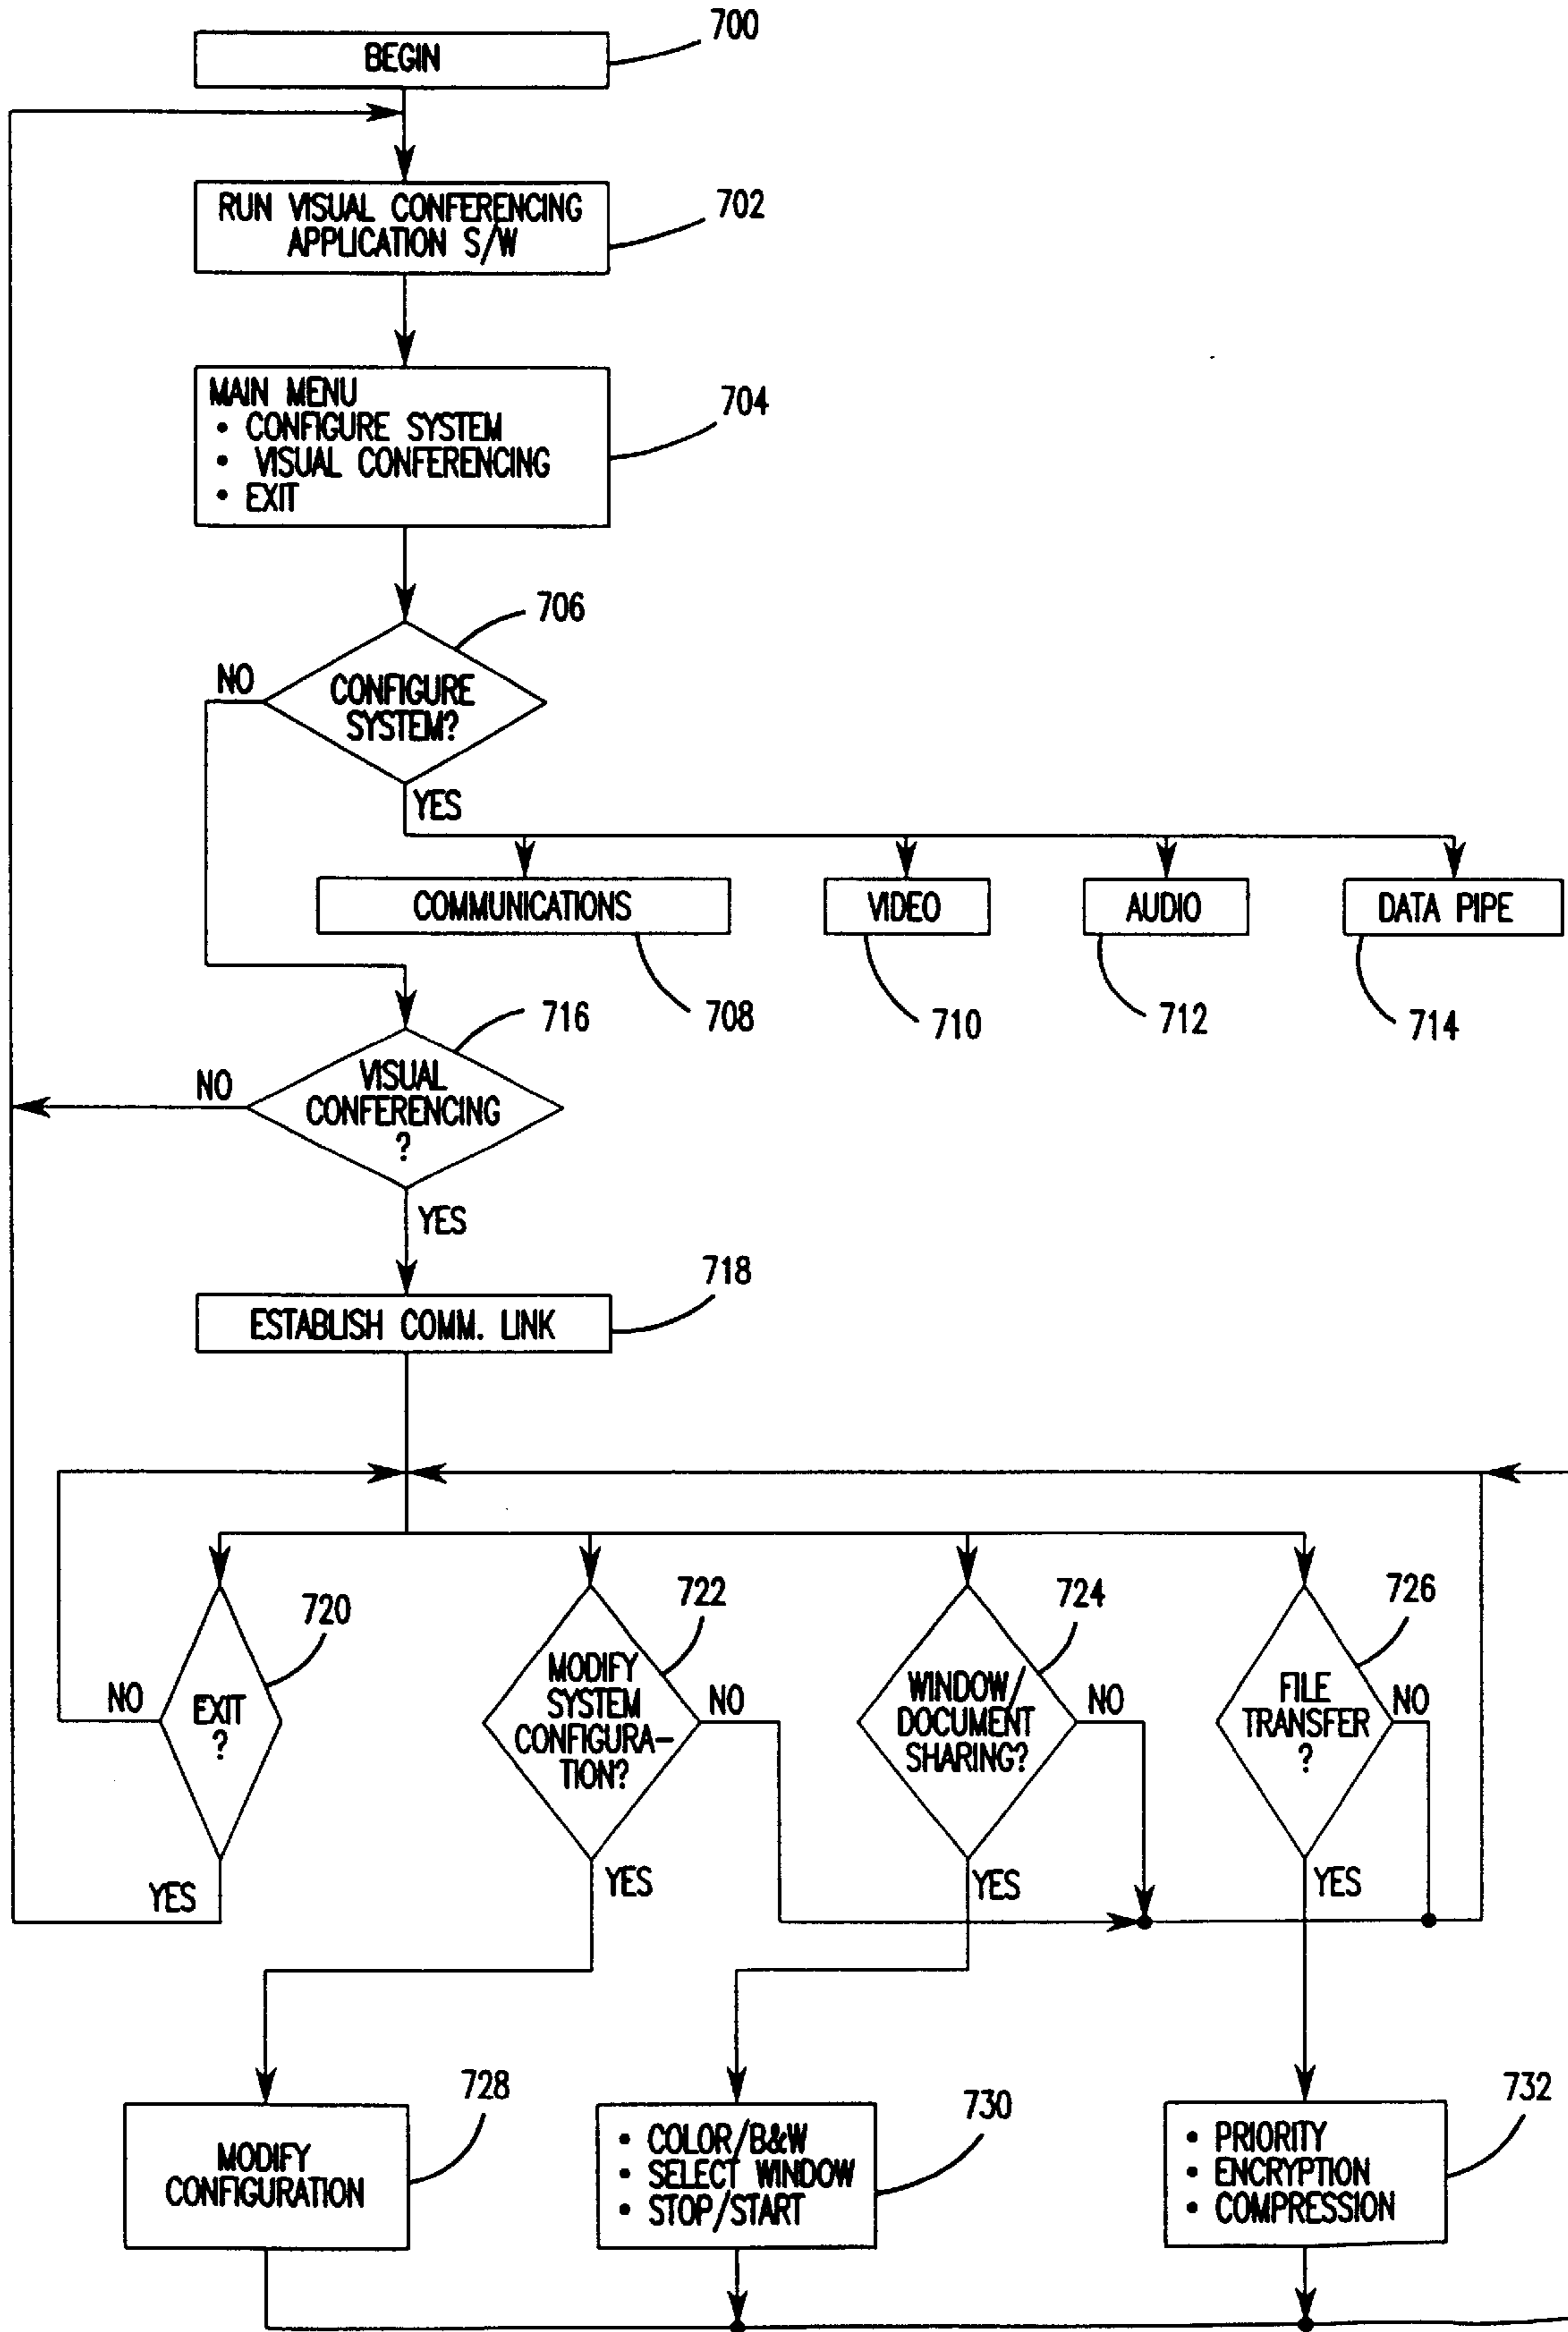 700
BEGIN
702
RUN VISUAL CONFERENCING
APPLICATION S/W
704
MAIN MENU
• CONFIGURE SYSTEM
• VISUAL CONFERENCING
• EXIT
706
NO
CONFIGURE
SYSTEM?
YES
COMMUNICATIONS
VIDEO
AUDIO
DATA PIPE
708
710
712
714
716
NO
VISUAL
CONFERENCING
?
YES
718
ESTABLISH COMM. LINK
720
722
724
726
NO
EXIT
?
YES
MODIFY
SYSTEM
CONFIGURA-
TION?
NO
YES
WINDOW/
DOCUMENT
SHARING?
NO
YES
FILE
TRANSFER
?
NO
YES
728
MODIFY
CONFIGURATION
730
• COLOR/B&W
• SELECT WINDOW
• STOP/START
732
• PRIORITY
• ENCRYPTION
• COMPRESSION